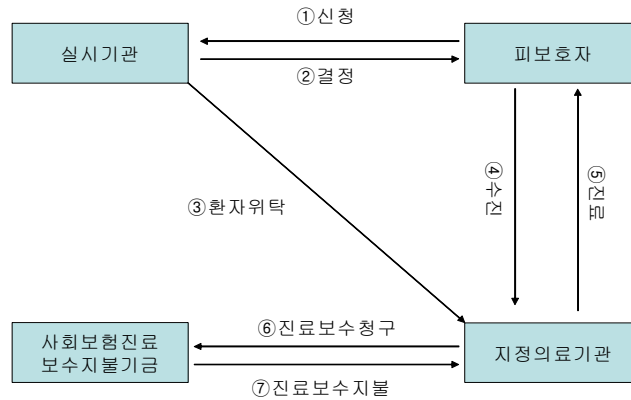 ①신청
실시기관
피보호자
②결정
④수진
⑤진료
③환자위탁
⑥진료보수청구
사회보험진료
보수지불기금
지정의료기관
⑦진료보수지불